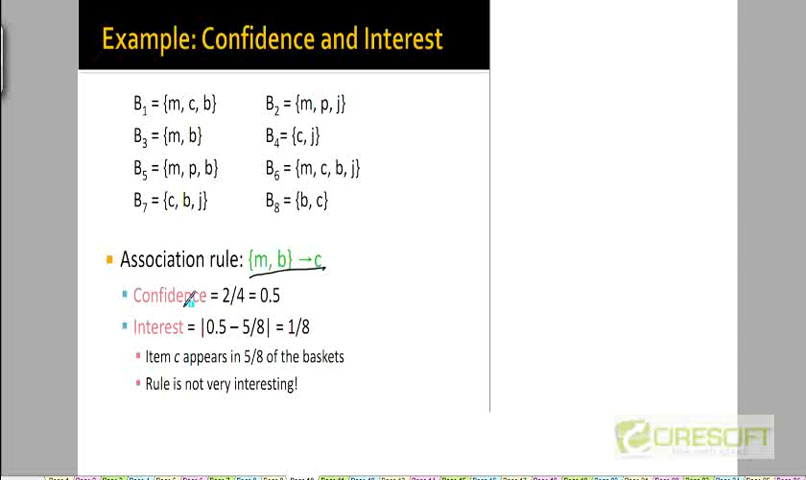 Example: Confidence and Interest
B1 = {m, c, b} B2 = {m, p, j}
B3 = {m, b} B4= {c, j}
B5 = {m, p, b} B6 = {m, c, b, j}
B7 = {c, b, j} B8 = {b, c}
Association rule: {m, b} →c
Confidence = 2/4 = 0.5
Interest = |0.5 – 5/8| = 1/8
Item c appears in 5/8 of the baskets
Rule is not very interesting!
CIRESOFT